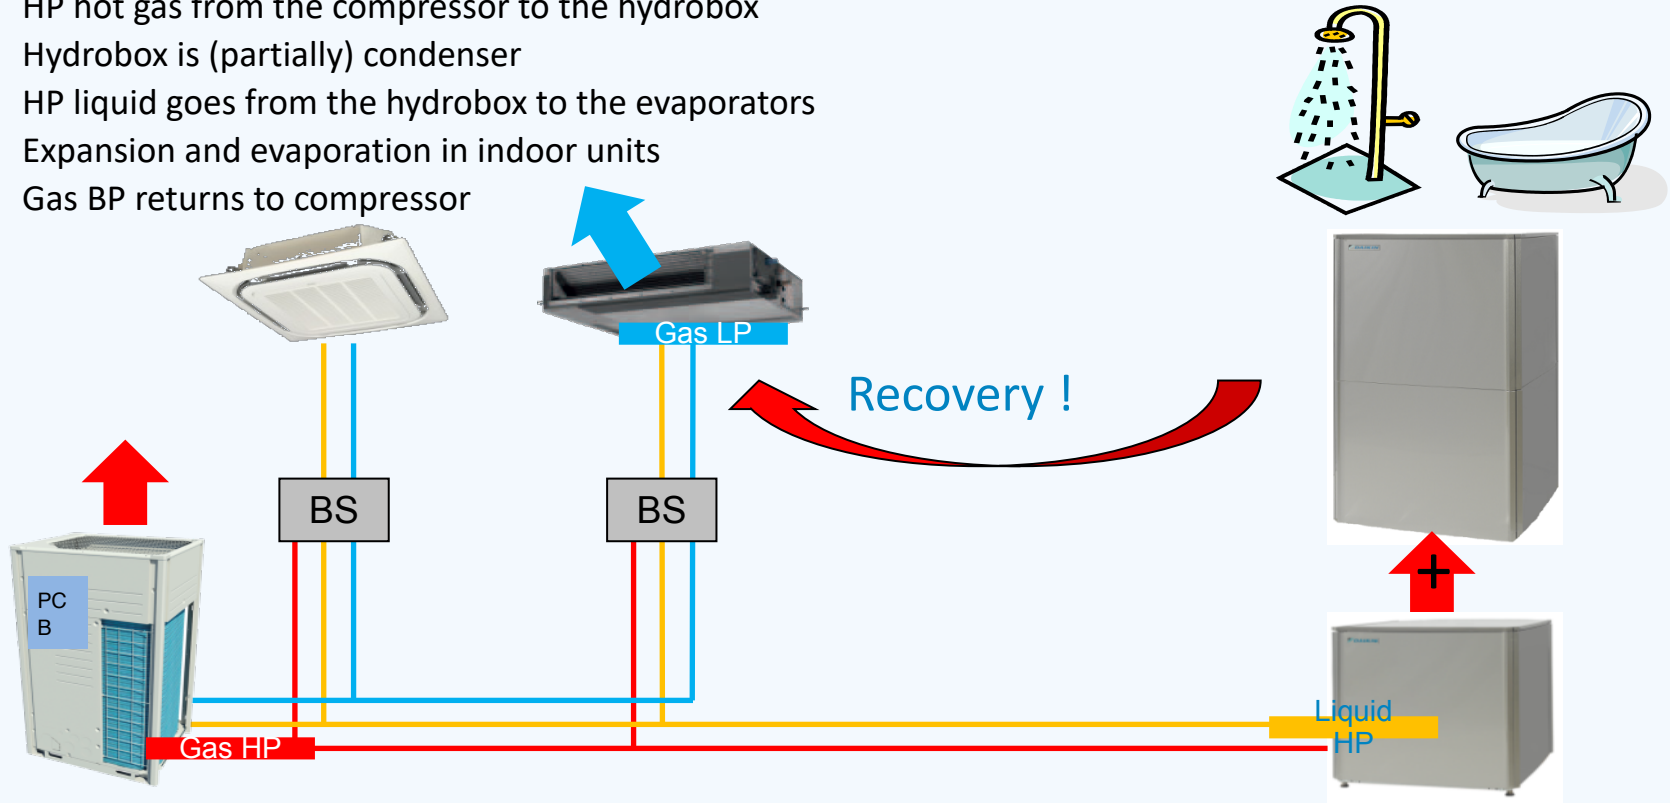 HP hot gas from the compressor to the hydrobox
Hydrobox is (partially) condenser
HP liquid goes from the hydrobox to the evaporators
Expansion and evaporation in indoor units
Gas BP returns to compressor
Gas LP
Recovery !
BS
BS
+
PC
B
Liquid
HP
Gas HP